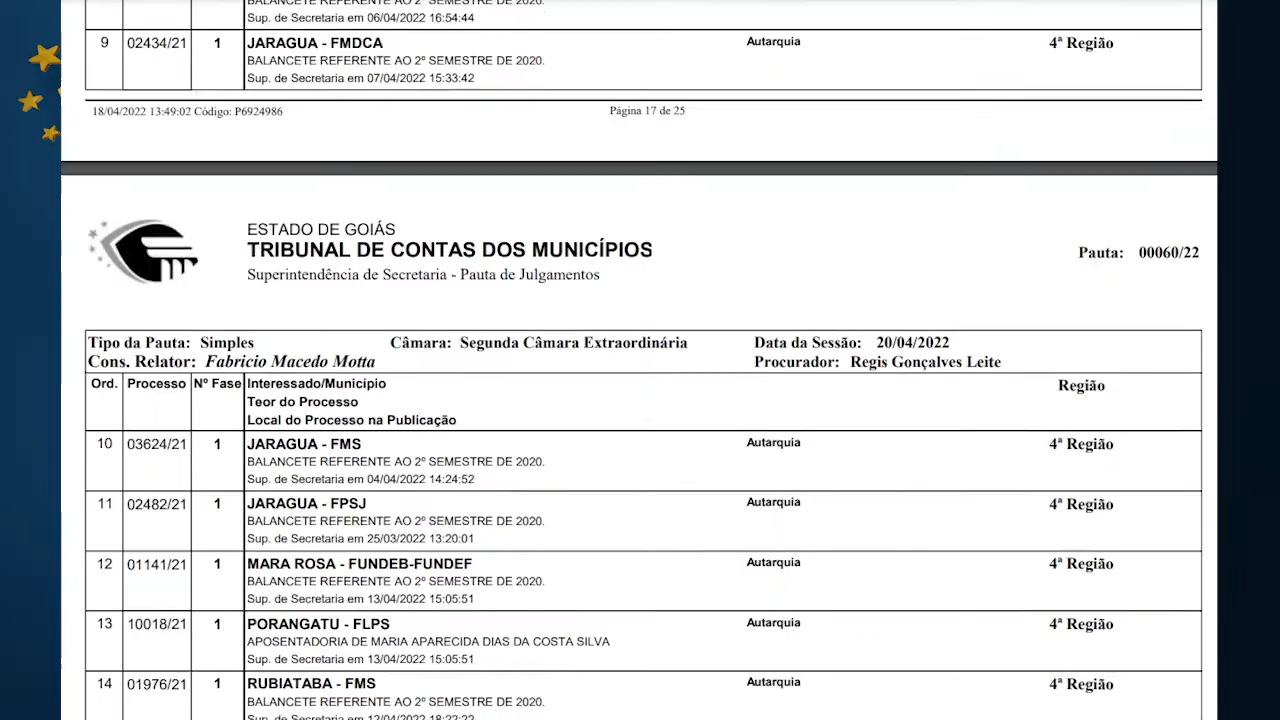 BALANCETE REFERENTE AO 2º SEMESTRE DE 2020.
Sup. de Secretaria em 06/04/2022 16:54:44
9 02434/21 1 JARAGUA - FMDCA Autarquia 4ª Região
BALANCETE REFERENTE AO 2º SEMESTRE DE 2020.
Sup. de Secretaria em 07/04/2022 15:33:42
18/04/2022 13:49:02 Código: P6924986 Página 17 de 25
ESTADO DE GOIÁS
TRIBUNAL DE CONTAS DOS MUNICÍPIOS
Superintendência de Secretaria - Pauta de Julgamentos
Pauta: 00060/22
Tipo da Pauta: Simples Câmara: Segunda Câmara Extraordinária Data da Sessão: 20/04/2022
Cons. Relator: Fabricio Macedo Motta Procurador: Regis Gonçalves Leite
Ord. Processo Nº Fase Interessado/Município Região
Teor do Processo
Local do Processo na Publicação
10 03624/21 1 JARAGUA - FMS Autarquia 4ª Região
BALANCETE REFERENTE AO 2º SEMESTRE DE 2020.
Sup. de Secretaria em 04/04/2022 14:24:52
11 02482/21 1 JARAGUA - FPSJ Autarquia 4ª Região
BALANCETE REFERENTE AO 2º SEMESTRE DE 2020.
Sup. de Secretaria em 25/03/2022 13:20:01
12 01141/21 1 MARA ROSA - FUNDEB-FUNDEF Autarquia 4ª Região
BALANCETE REFERENTE AO 2º SEMESTRE DE 2020.
Sup. de Secretaria em 13/04/2022 15:05:51
13 10018/21 1 PORANGATU - FLPS Autarquia 4ª Região
APOSENTADORIA DE MARIA APARECIDA DIAS DA COSTA SILVA
Sup. de Secretaria em 13/04/2022 15:05:51
14 01976/21 1 RUBIATABA - FMS Autarquia 4ª Região
BALANCETE REFERENTE AO 2º SEMESTRE DE 2020.
Sup. de Secretaria em 12/04/2022 18:22:22